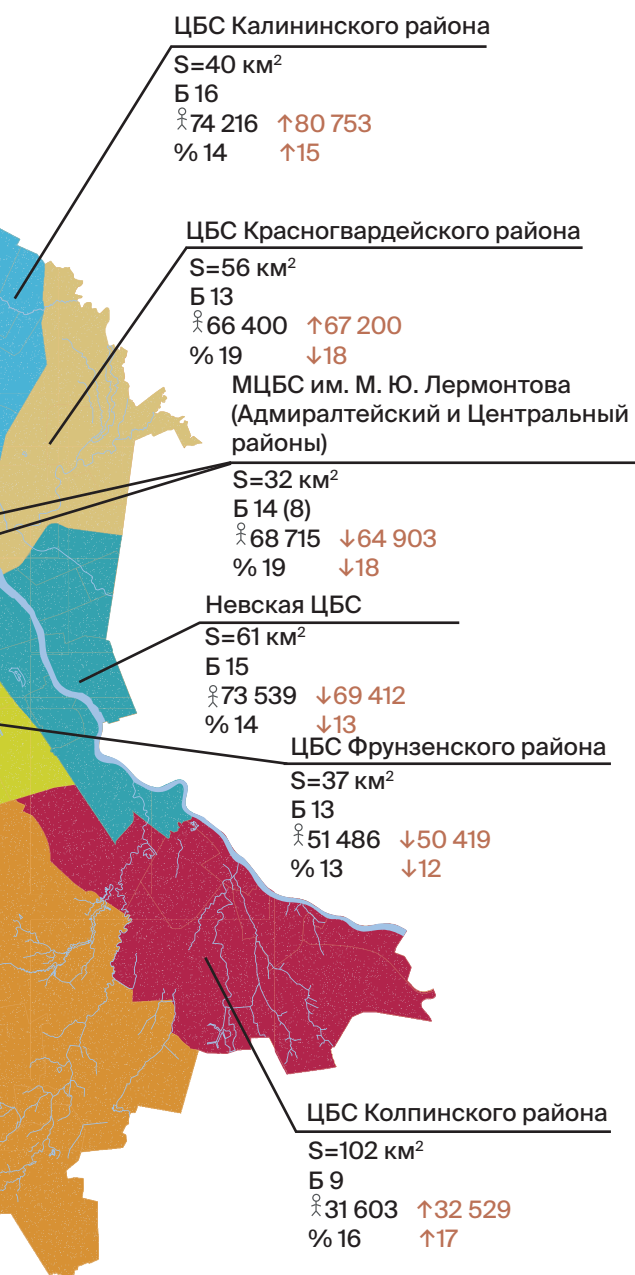 ЦБС Калининского района
S=40 км²
Б 16
74 216 ↑80 753
% 14 ↑15
ЦБС Красногвардейского района
S=56 км²
Б 13
66 400 ↑67 200
% 19 ↓18
МЦБС им. М. Ю. Лермонтова
(Адмиралтейский и Центральный
районы)
S=32 км²
Б 14 (8)
68 715 ↓64 903
% 19 ↓18
Невская ЦБС
S=61 км²
Б 15
73 539 ↓69 412
% 14 ↓13
ЦБС Фрунзенского района
S=37 км²
Б 13
51 486 ↓50 419
% 13 ↓12
ЦБС Колпинского района
S=102 км²
Б 9
31 603 ↑32 529
% 16 ↑17